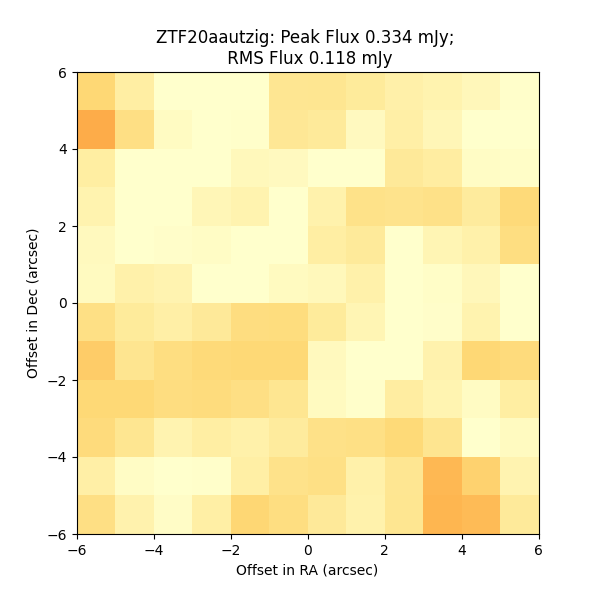 ZTF20aautzig: Peak Flux 0.334 mJy;
RMS Flux 0.118 mJy
6
4
2
0
−2
−4
−6
Offset in Dec (arcsec)
−6 −4 −2 0 2 4 6
Offset in RA (arcsec)